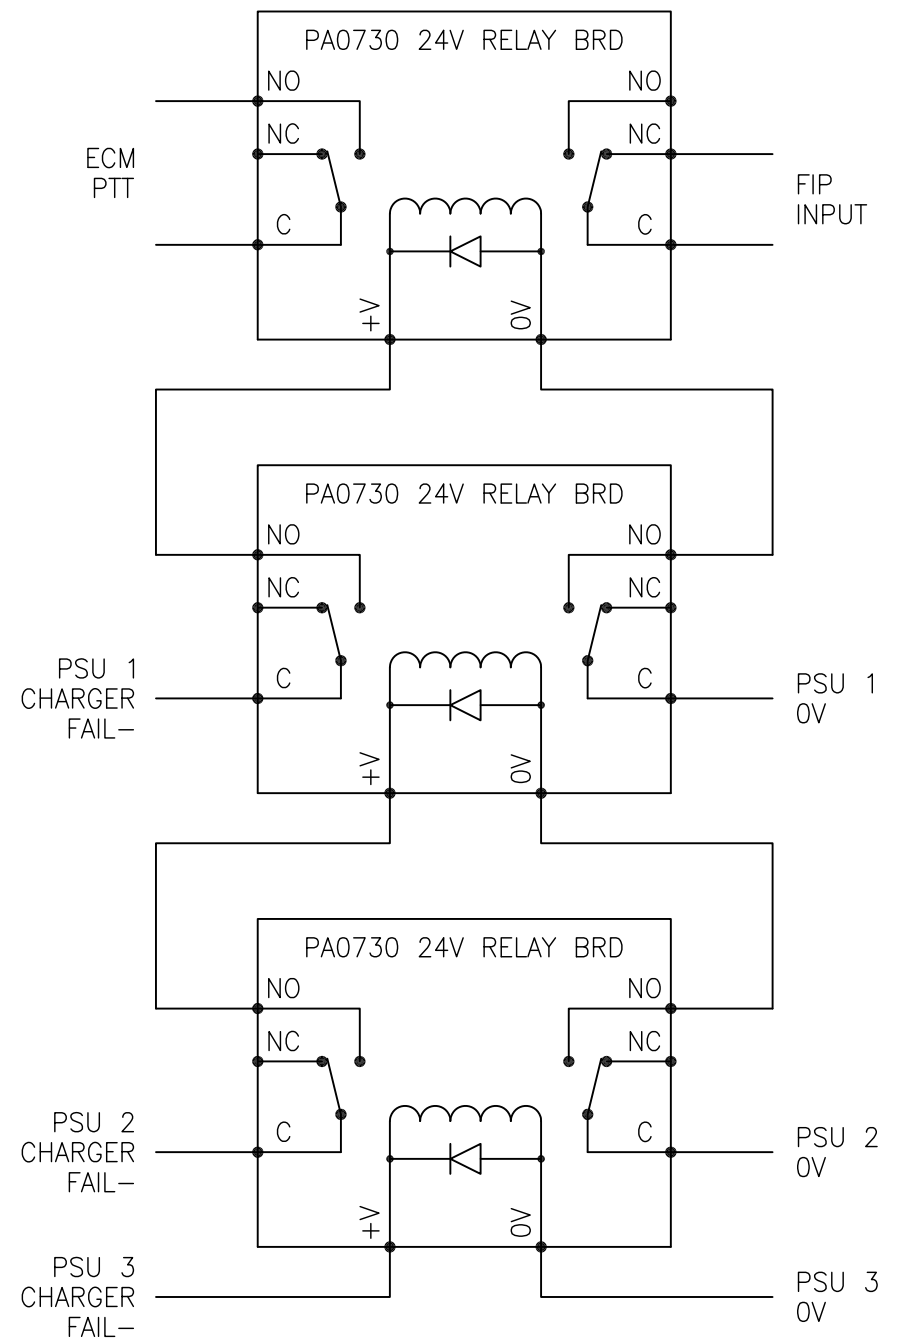 PA0730 24V RELAY BRD
NO
NO
NC
NC
ECM
PTT
FIP
INPUT
C
C
+V
0V
PA0730 24V RELAY BRD
NO
NO
NC
NC
PSU 1
CHARGER
FAIL-
C
C
PSU 1
0V
+V
0V
PA0730 24V RELAY BRD
NO
NO
NC
NC
PSU 2
CHARGER
FAIL-
C
C
PSU 2
0V
+V
0V
PSU 3
CHARGER
FAIL-
PSU 3
0V